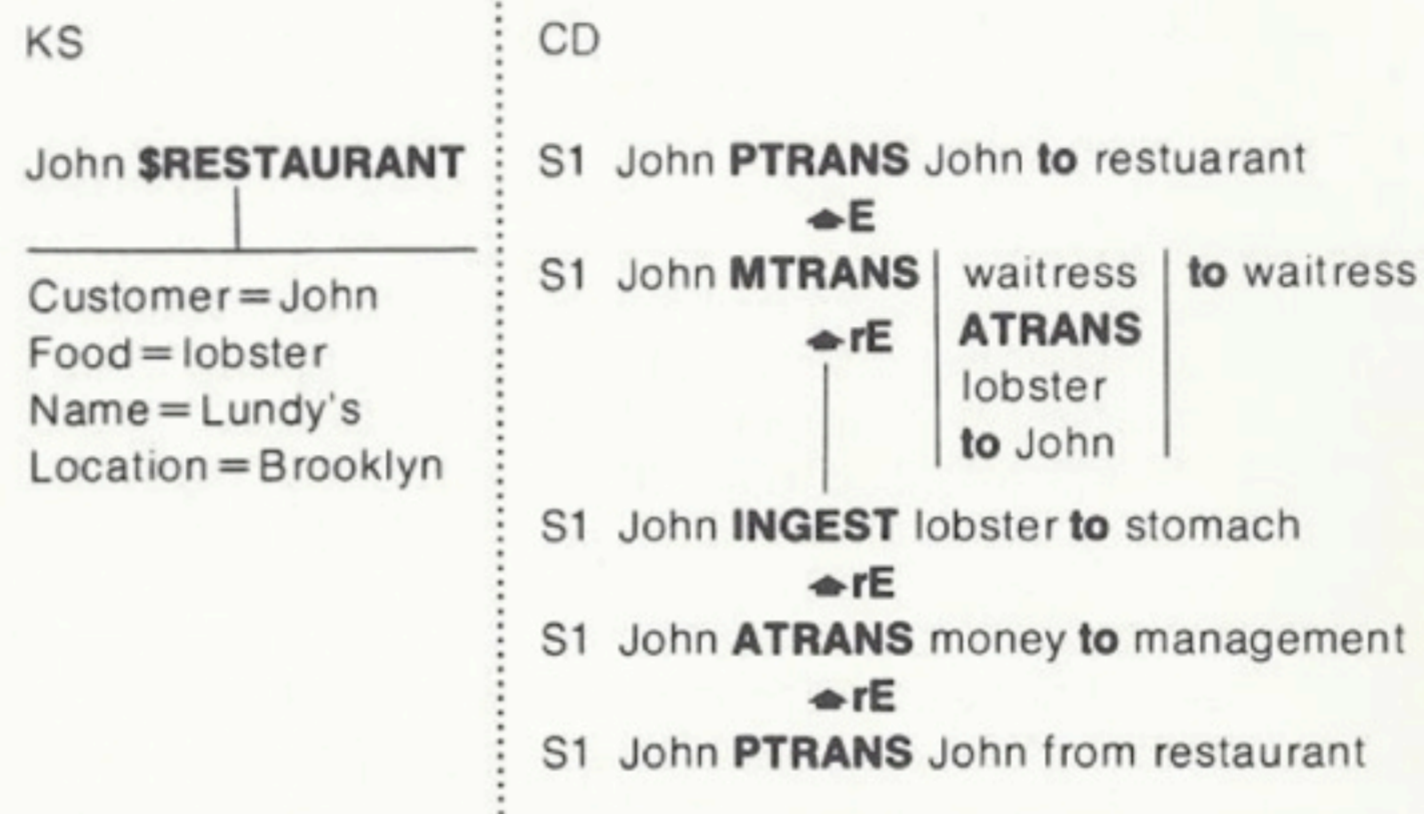 KS
John $RESTAURANT
Customer = John
Food = lobster
Name = Lundy's
Location = Brooklyn
CD
S1 John PTRANS John to restuarant
E
S1 John MTRANS waitress to waitress
rE ATRANS
lobster
to John
S1 John INGEST lobster to stomach
rE
S1 John ATRANS money to management
rE
S1 John PTRANS John from restaurant